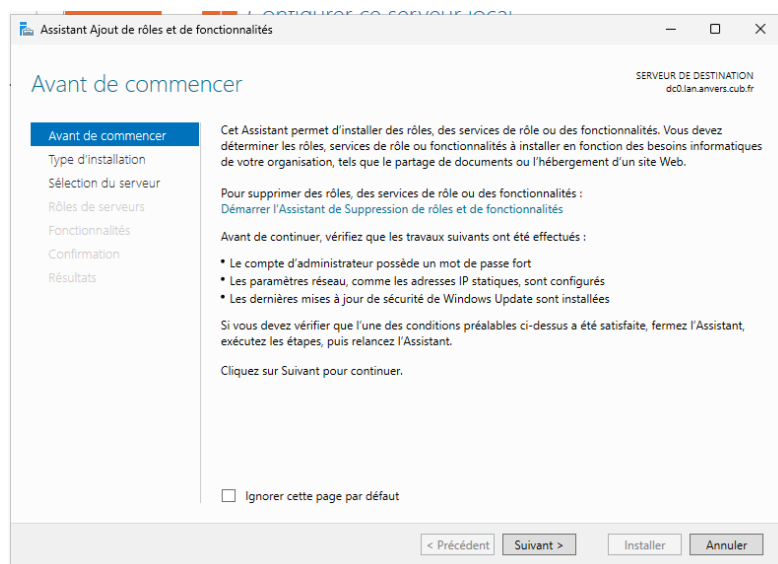 Configurer ce serveur local
Assistant Ajout de rôles et de fonctionnalités
Avant de commencer
SERVEUR DE DESTINATION
dc0.lan.anvers.cub.fr
Avant de commencer
Type d'installation
Sélection du serveur
Rôles de serveurs
Fonctionnalités
Confirmation
Résultats
Cet Assistant permet d'installer des rôles, des services de rôle ou des fonctionnalités. Vous devez
déterminer les rôles, services de rôle ou fonctionnalités à installer en fonction des besoins informatiques
de votre organisation, tels que le partage de documents ou l'hébergement d'un site Web.
Pour supprimer des rôles, des services de rôle ou des fonctionnalités :
Démarrer l'Assistant de Suppression de rôles et de fonctionnalités
Avant de continuer, vérifiez que les travaux suivants ont été effectués :
• Le compte d'administrateur possède un mot de passe fort
• Les paramètres réseau, comme les adresses IP statiques, sont configurés
• Les dernières mises à jour de sécurité de Windows Update sont installées
Si vous devez vérifier que l'une des conditions préalables ci-dessus a été satisfaite, fermez l'Assistant,
exécutez les étapes, puis relancez l'Assistant.
Cliquez sur Suivant pour continuer.
Ignorer cette page par défaut
< Précédent
Suivant >
Installer
Annuler